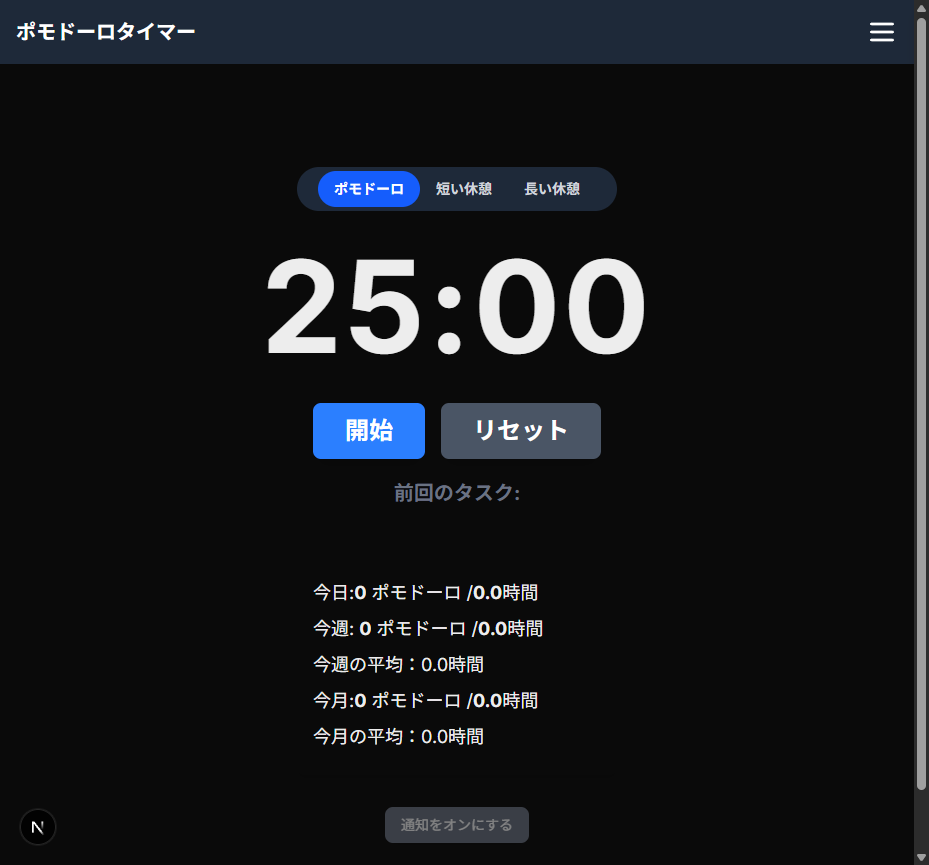 ポモドーロタイマー
ポモドーロ 短い休憩 長い休憩
25:00
開始 リセット
前回のタスク:
今日:0 ポモドーロ /0.0時間
今週: 0 ポモドーロ /0.0時間
今週の平均：0.0時間
今月:0 ポモドーロ /0.0時間
今月の平均：0.0時間
N
通知をオンにする